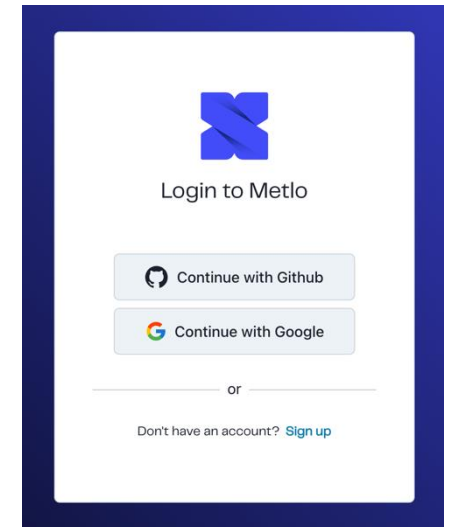 Login to Metlo
Continue with Github
Continue with Google
or
Don't have an account? Sign up